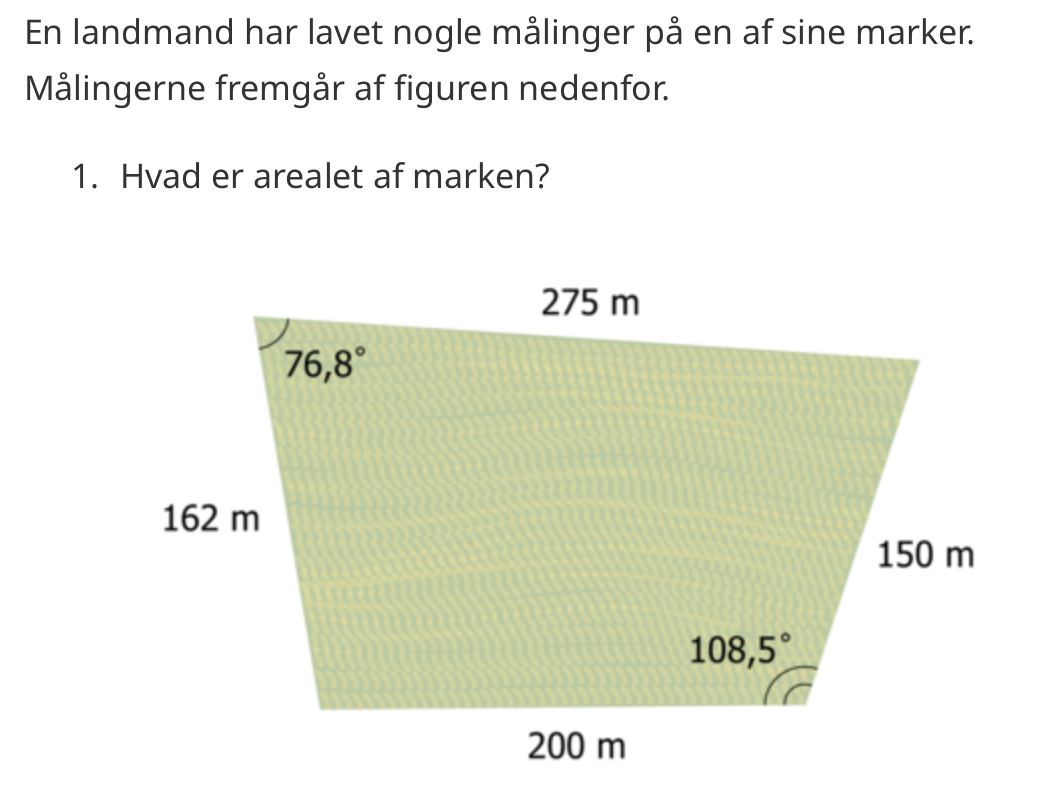 En landmand har lavet nogle målinger på en af sine marker.
Målingerne fremgår af figuren nedenfor.
1. Hvad er arealet af marken?
275 m
76,8°
162 m
150 m
108,5°
200 m